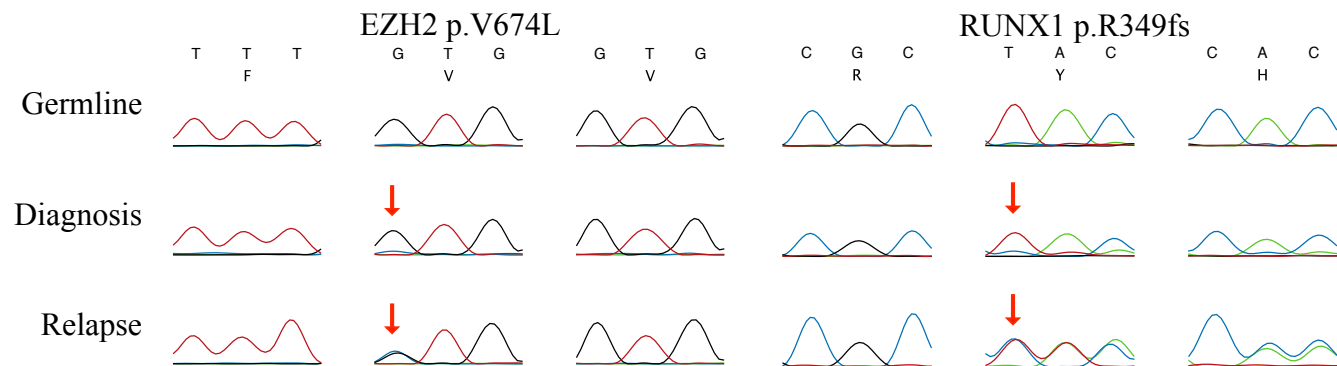 EZH2 p.V674L RUNX1 p.R349fs
T T T G T G G T G C G C T A C C A C
F V V R Y H
Germline
Diagnosis
Relapse